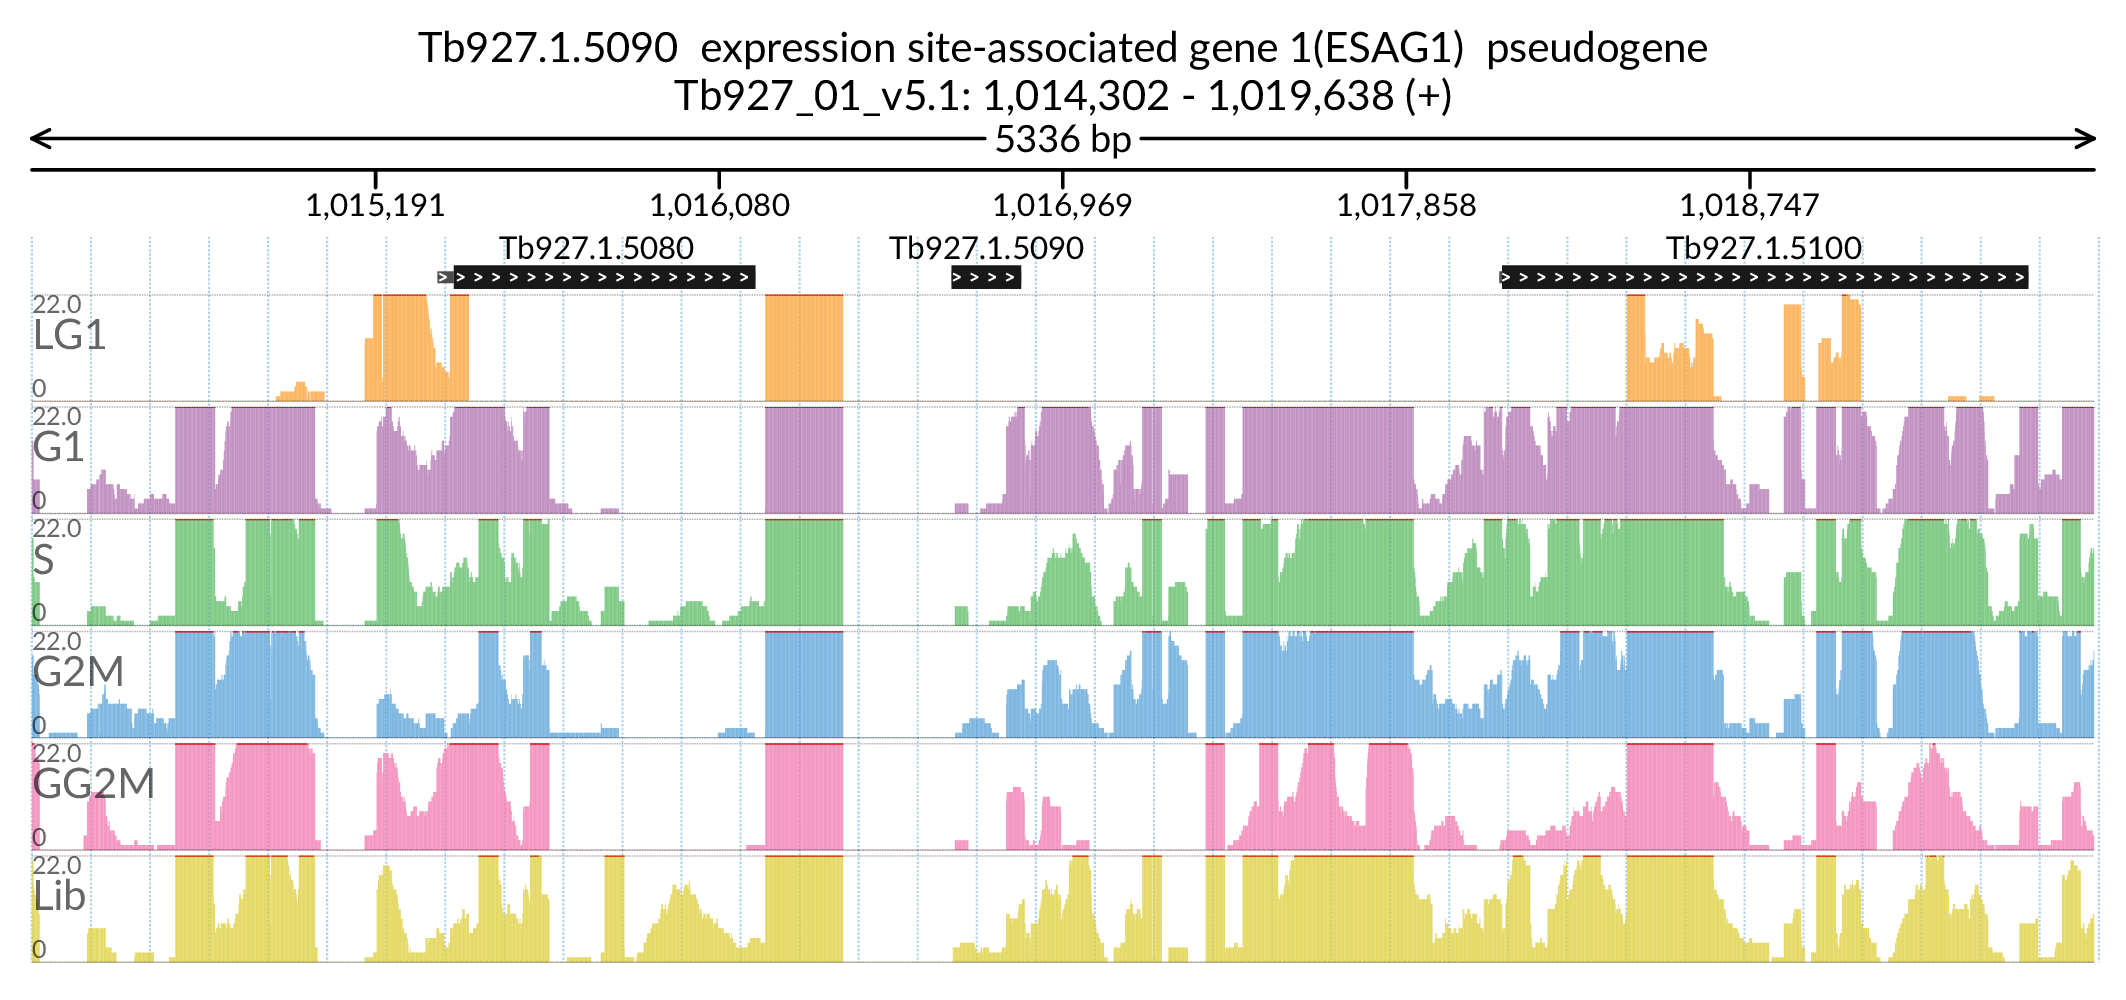 Tb927.1.5090 expression site-associated gene 1(ESAG1) pseudogene
Tb927_01_v5.1: 1,014,302 - 1,019,638 (+)
5336 bp
1,015,191 1,016,080 1,016,969 1,017,858 1,018,747
Tb927.1.5080 Tb927.1.5090 Tb927.1.5100
22.0
LG1
0
22.0
G1
0
22.0
S
0
22.0
G2M
0
22.0
GG2M
0
22.0
Lib
0